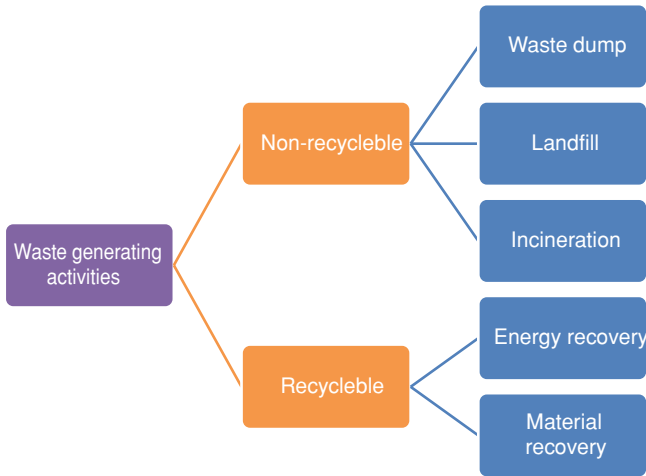 Waste dump
Non-recycleble
Landfill
Waste generating
activities
Incineration
Energy recovery
Recycleble
Material
recovery